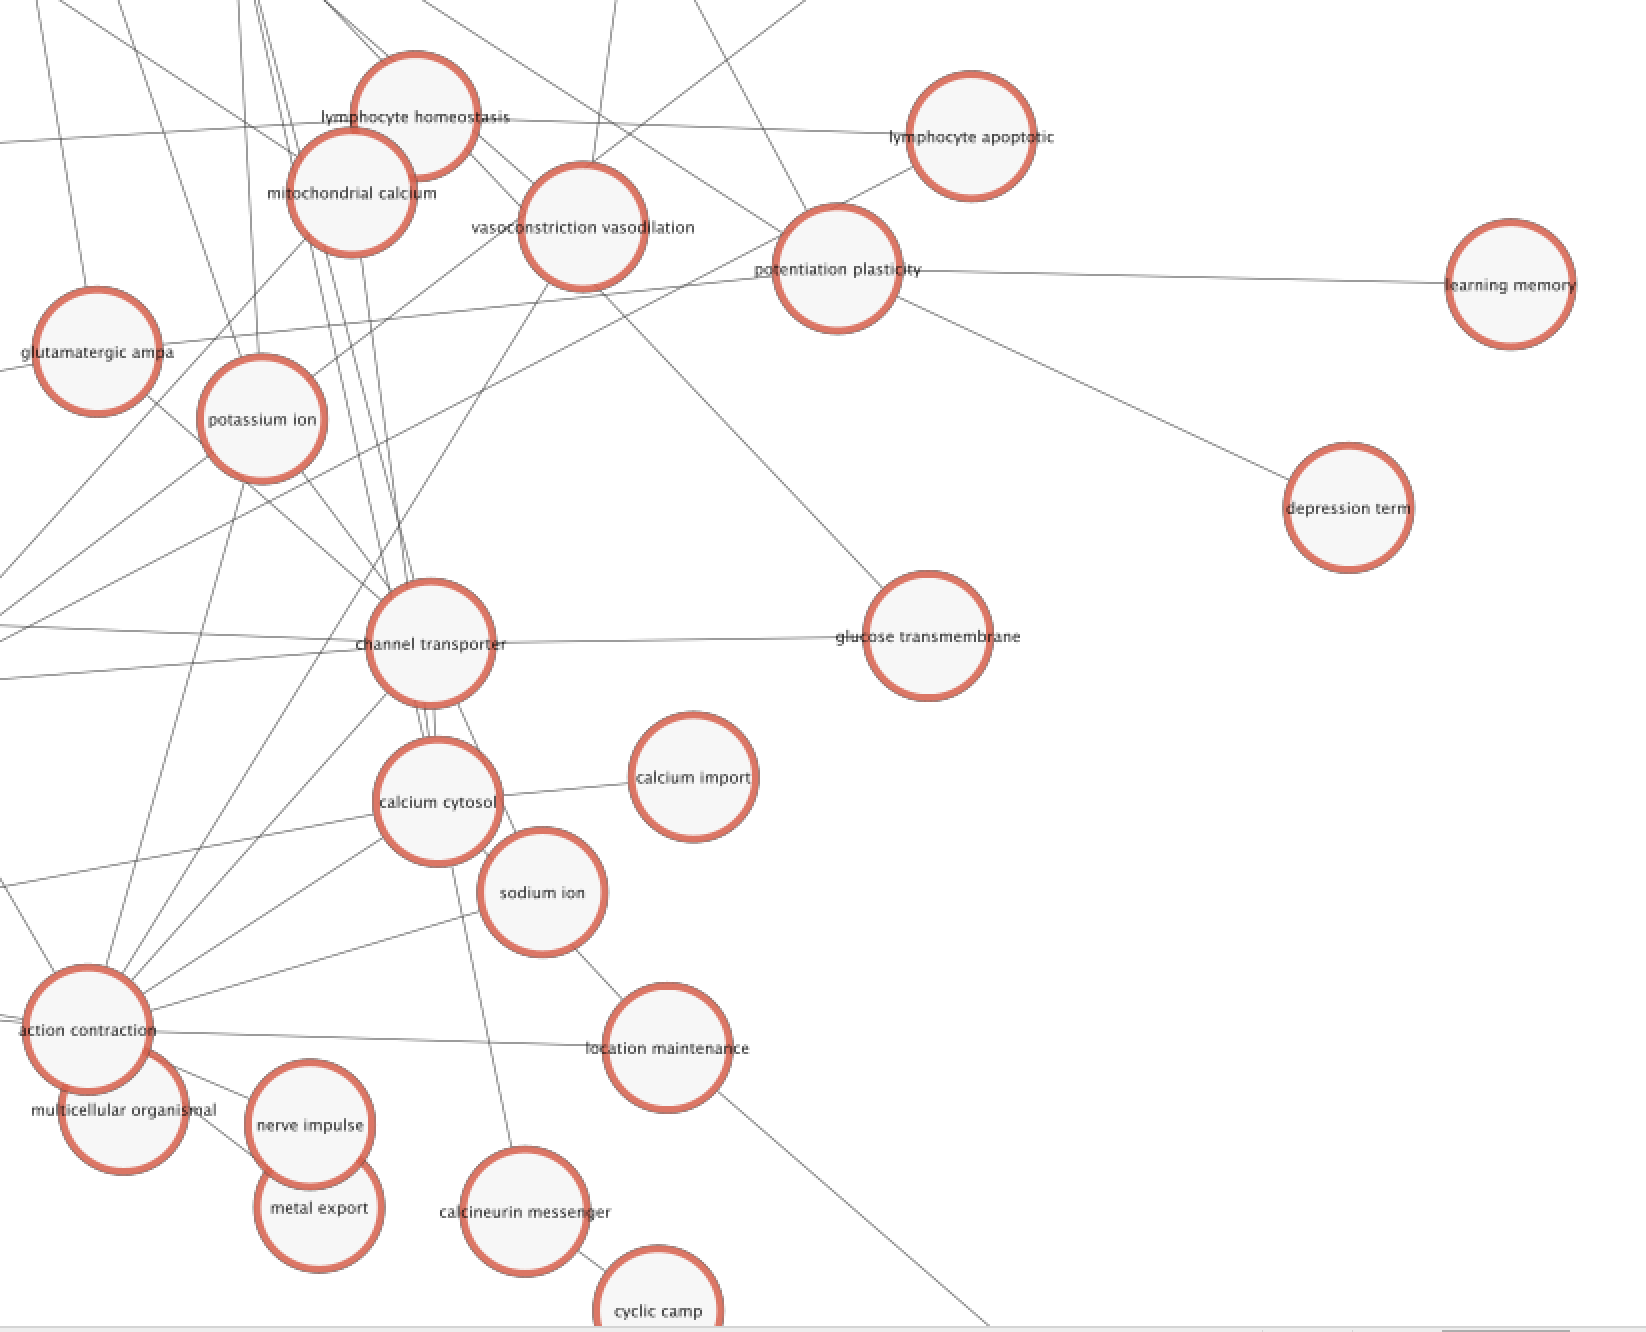 lymphocyte homeostasis
lymphocyte apoptotic
mitochondrial calcium
vasoconstriction vasodilation
potentiation plasticity
learning memory
glutamatergic ampa
potassium ion
depression term
channel transporter
glucose transmembrane
calcium import
calcium cytosol
sodium ion
action contraction
location maintenance
multicellular organismal
nerve impulse
metal export
calcineurin messenger
cyclic camp